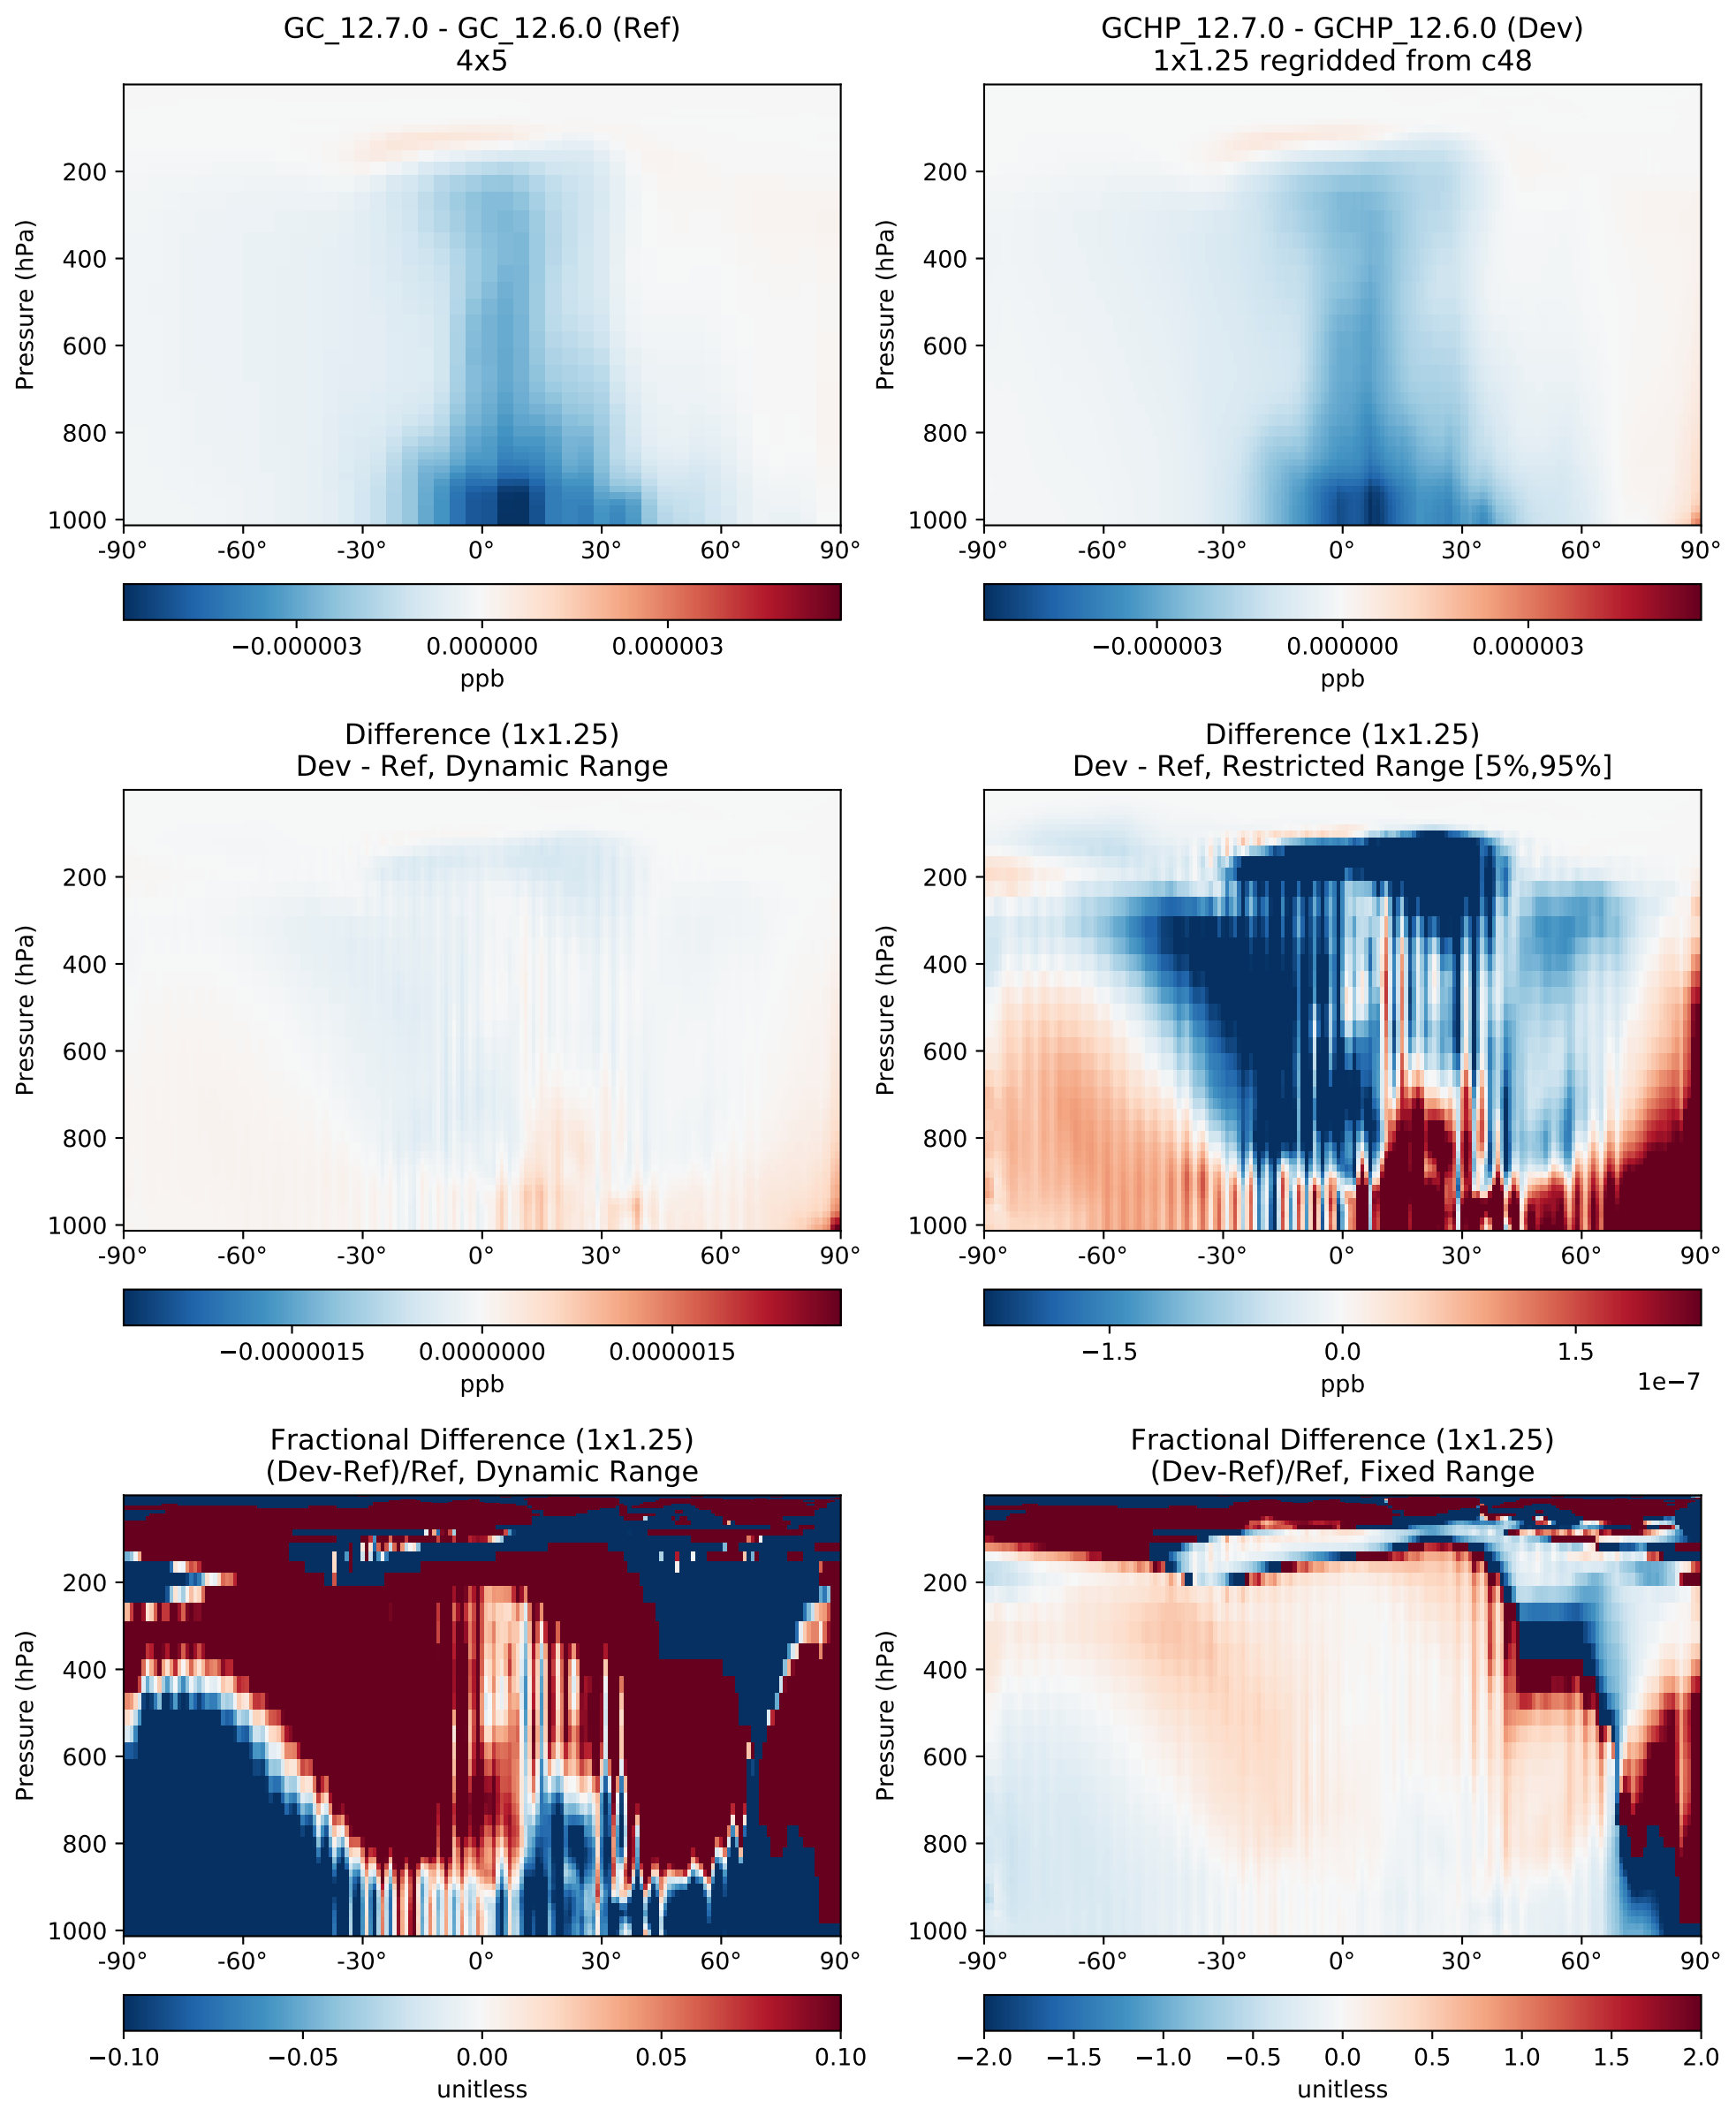 GC_12.7.0 - GC_12.6.0 (Ref)
4x5
Pressure (hPa)
200
400
600
800
1000
-90° -60° -30° 0° 30° 60° 90°
−0.000003 0.000000 0.000003
ppb
GCHP_12.7.0 - GCHP_12.6.0 (Dev)
1x1.25 regridded from c48
Pressure (hPa)
200
400
600
800
1000
-90° -60° -30° 0° 30° 60° 90°
−0.000003 0.000000 0.000003
ppb
Difference (1x1.25)
Dev - Ref, Dynamic Range
Pressure (hPa)
200
400
600
800
1000
-90° -60° -30° 0° 30° 60° 90°
−0.0000015 0.0000000 0.0000015
ppb
Difference (1x1.25)
Dev - Ref, Restricted Range [5%,95%]
Pressure (hPa)
200
400
600
800
1000
-90° -60° -30° 0° 30° 60° 90°
−1.5 0.0 1.5
ppb
1e−7
Fractional Difference (1x1.25)
(Dev-Ref)/Ref, Dynamic Range
Pressure (hPa)
200
400
600
800
1000
-90° -60° -30° 0° 30° 60° 90°
−0.10 −0.05 0.00 0.05 0.10
unitless
Fractional Difference (1x1.25)
(Dev-Ref)/Ref, Fixed Range
Pressure (hPa)
200
400
600
800
1000
-90° -60° -30° 0° 30° 60° 90°
−2.0 −1.5 −1.0 −0.5 0.0 0.5 1.0 1.5 2.0
unitless